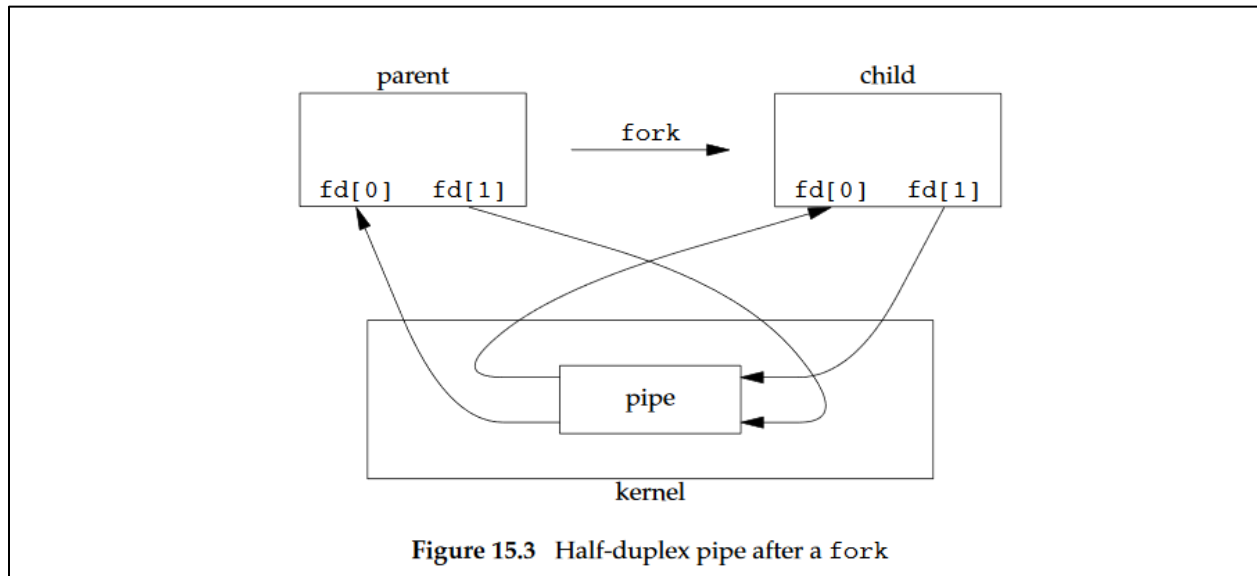 parent
child
fork
fd[0] fd[1]
fd[0] fd[1]
pipe
kernel
Figure 15.3 Half-duplex pipe after a fork